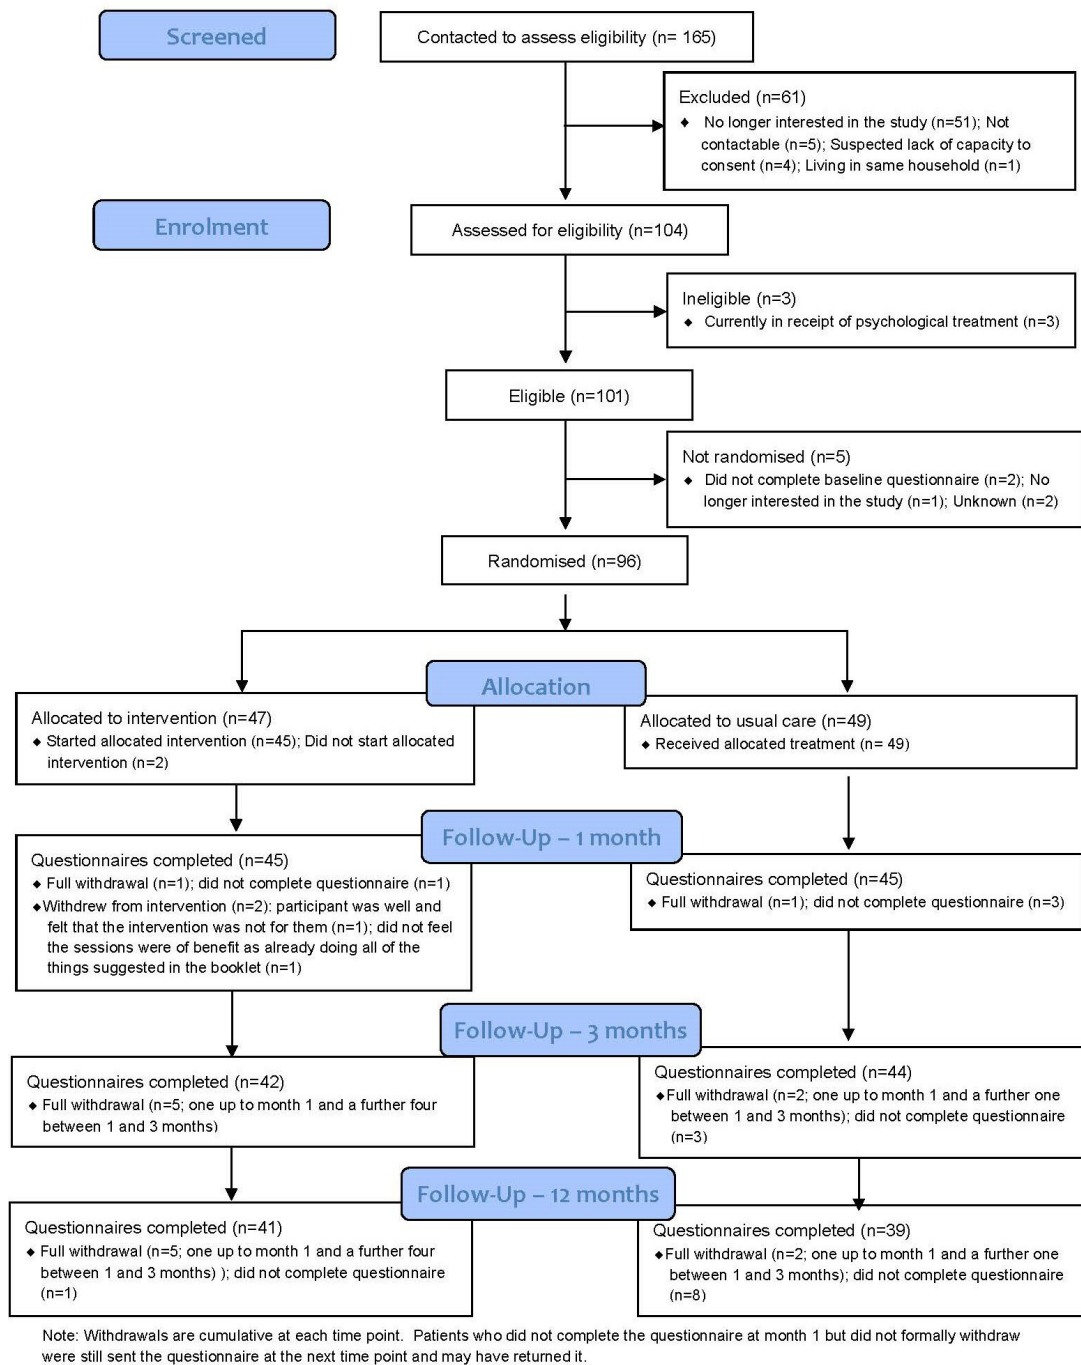 Screened
Contacted to assess eligibility (n= 165)
Excluded (n=61)
♦ No longer interested in the study (n=51); Not
contactable (n=5); Suspected lack of capacity to
consent (n=4); Living in same household (n=1)
Enrolment
Assessed for eligibility (n=104)
Ineligible (n=3)
♦ Currently in receipt of psychological treatment (n=3)
Eligible (n=101)
Not randomised (n=5)
♦ Did not complete baseline questionnaire (n=2); No
longer interested in the study (n=1); Unknown (n=2)
Randomised (n=96)
Allocation
Allocated to intervention (n=47)
♦ Started allocated intervention (n=45); Did not start allocated
intervention (n=2)
Allocated to usual care (n=49)
♦ Received allocated treatment (n= 49)
Follow-Up – 1 month
Questionnaires completed (n=45)
♦ Full withdrawal (n=1); did not complete questionnaire (n=1)
♦Withdrew from intervention (n=2): participant was well and
felt that the intervention was not for them (n=1); did not feel
the sessions were of benefit as already doing all of the
things suggested in the booklet (n=1)
Questionnaires completed (n=45)
♦ Full withdrawal (n=1); did not complete questionnaire (n=3)
Follow-Up – 3 months
Questionnaires completed (n=42)
♦ Full withdrawal (n=5; one up to month 1 and a further four
between 1 and 3 months)
Questionnaires completed (n=44)
♦Full withdrawal (n=2; one up to month 1 and a further one
between 1 and 3 months); did not complete questionnaire
(n=3)
Follow-Up – 12 months
Questionnaires completed (n=41)
♦ Full withdrawal (n=5; one up to month 1 and a further four
between 1 and 3 months) ); did not complete questionnaire
(n=1)
Questionnaires completed (n=39)
♦Full withdrawal (n=2; one up to month 1 and a further one
between 1 and 3 months); did not complete questionnaire
(n=8)
Note: Withdrawals are cumulative at each time point. Patients who did not complete the questionnaire at month 1 but did not formally withdraw
were still sent the questionnaire at the next time point and may have returned it.